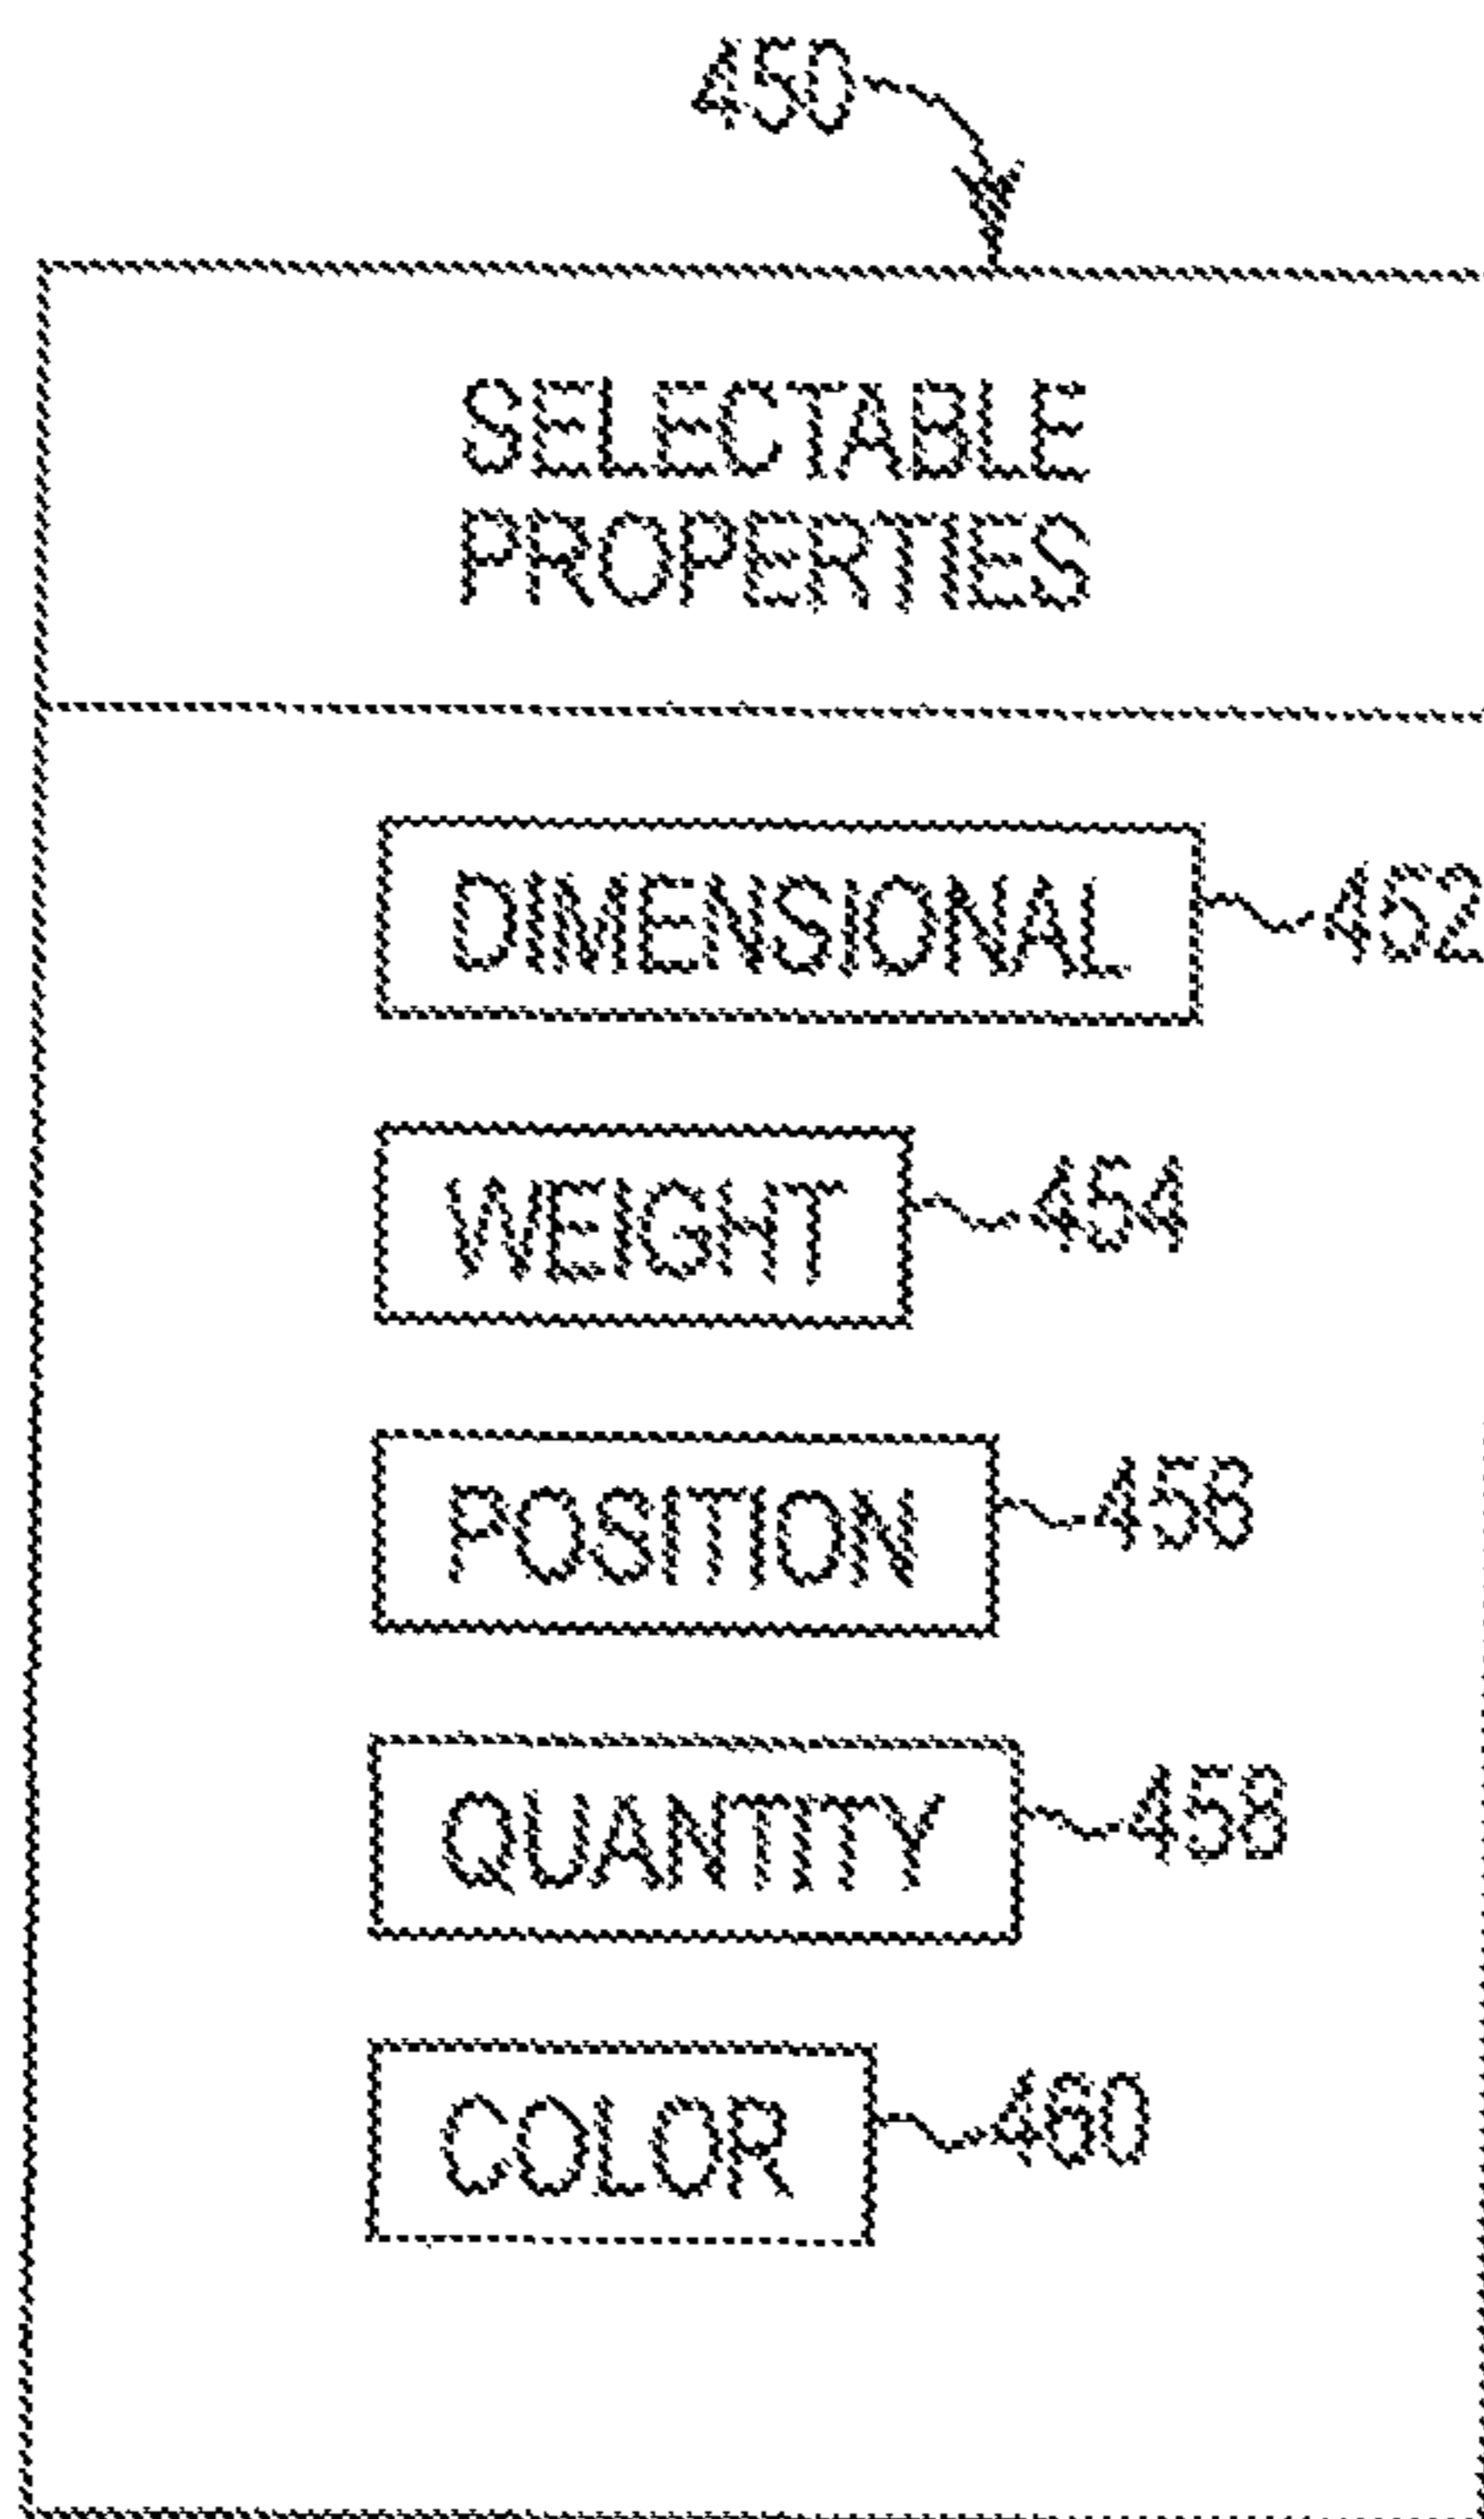 450
SELECTABLE
PROPERTIES
DIMENSIONAL 452
WEIGHT 454
POSITION 456
QUANTITY 458
COLOR 460